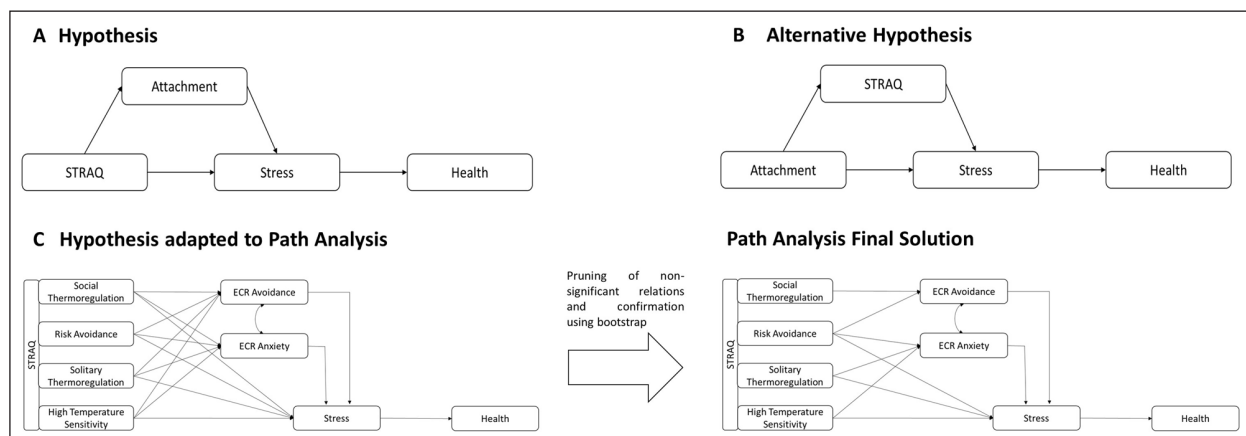 A Hypothesis
Attachment
STRAQ
Stress
Health
B Alternative Hypothesis
STRAQ
Attachment
Stress
Health
C Hypothesis adapted to Path Analysis
STRAQ
Social
Thermoregulation
Risk Avoidance
Solitary
Thermoregulation
High Temperature
Sensitivity
ECR Avoidance
ECR Anxiety
Stress
Health
Pruning of non-
significant relations
and confirmation
using bootstrap
Path Analysis Final Solution
STRAQ
Social
Thermoregulation
Risk Avoidance
Solitary
Thermoregulation
High Temperature
Sensitivity
ECR Avoidance
ECR Anxiety
Stress
Health